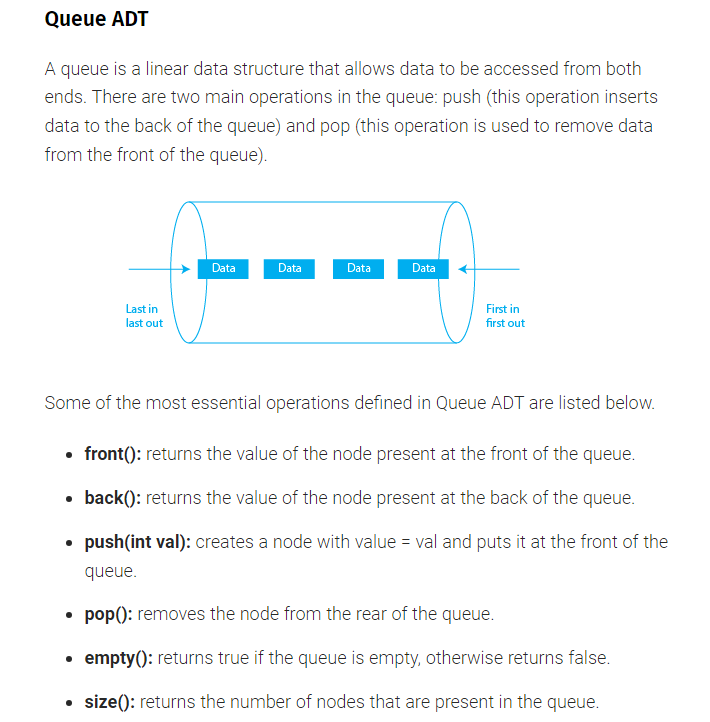 Queue ADT
A queue is a linear data structure that allows data to be accessed from both
ends. There are two main operations in the queue: push (this operation inserts
data to the back of the queue) and pop (this operation is used to remove data
from the front of the queue).
Data Data Data Data
Last in
last out
First in
first out
Some of the most essential operations defined in Queue ADT are listed below.
• front(): returns the value of the node present at the front of the queue.
• back(): returns the value of the node present at the back of the queue.
• push(int val): creates a node with value = val and puts it at the front of the
queue.
• pop(): removes the node from the rear of the queue.
• empty(): returns true if the queue is empty, otherwise returns false.
• size(): returns the number of nodes that are present in the queue.